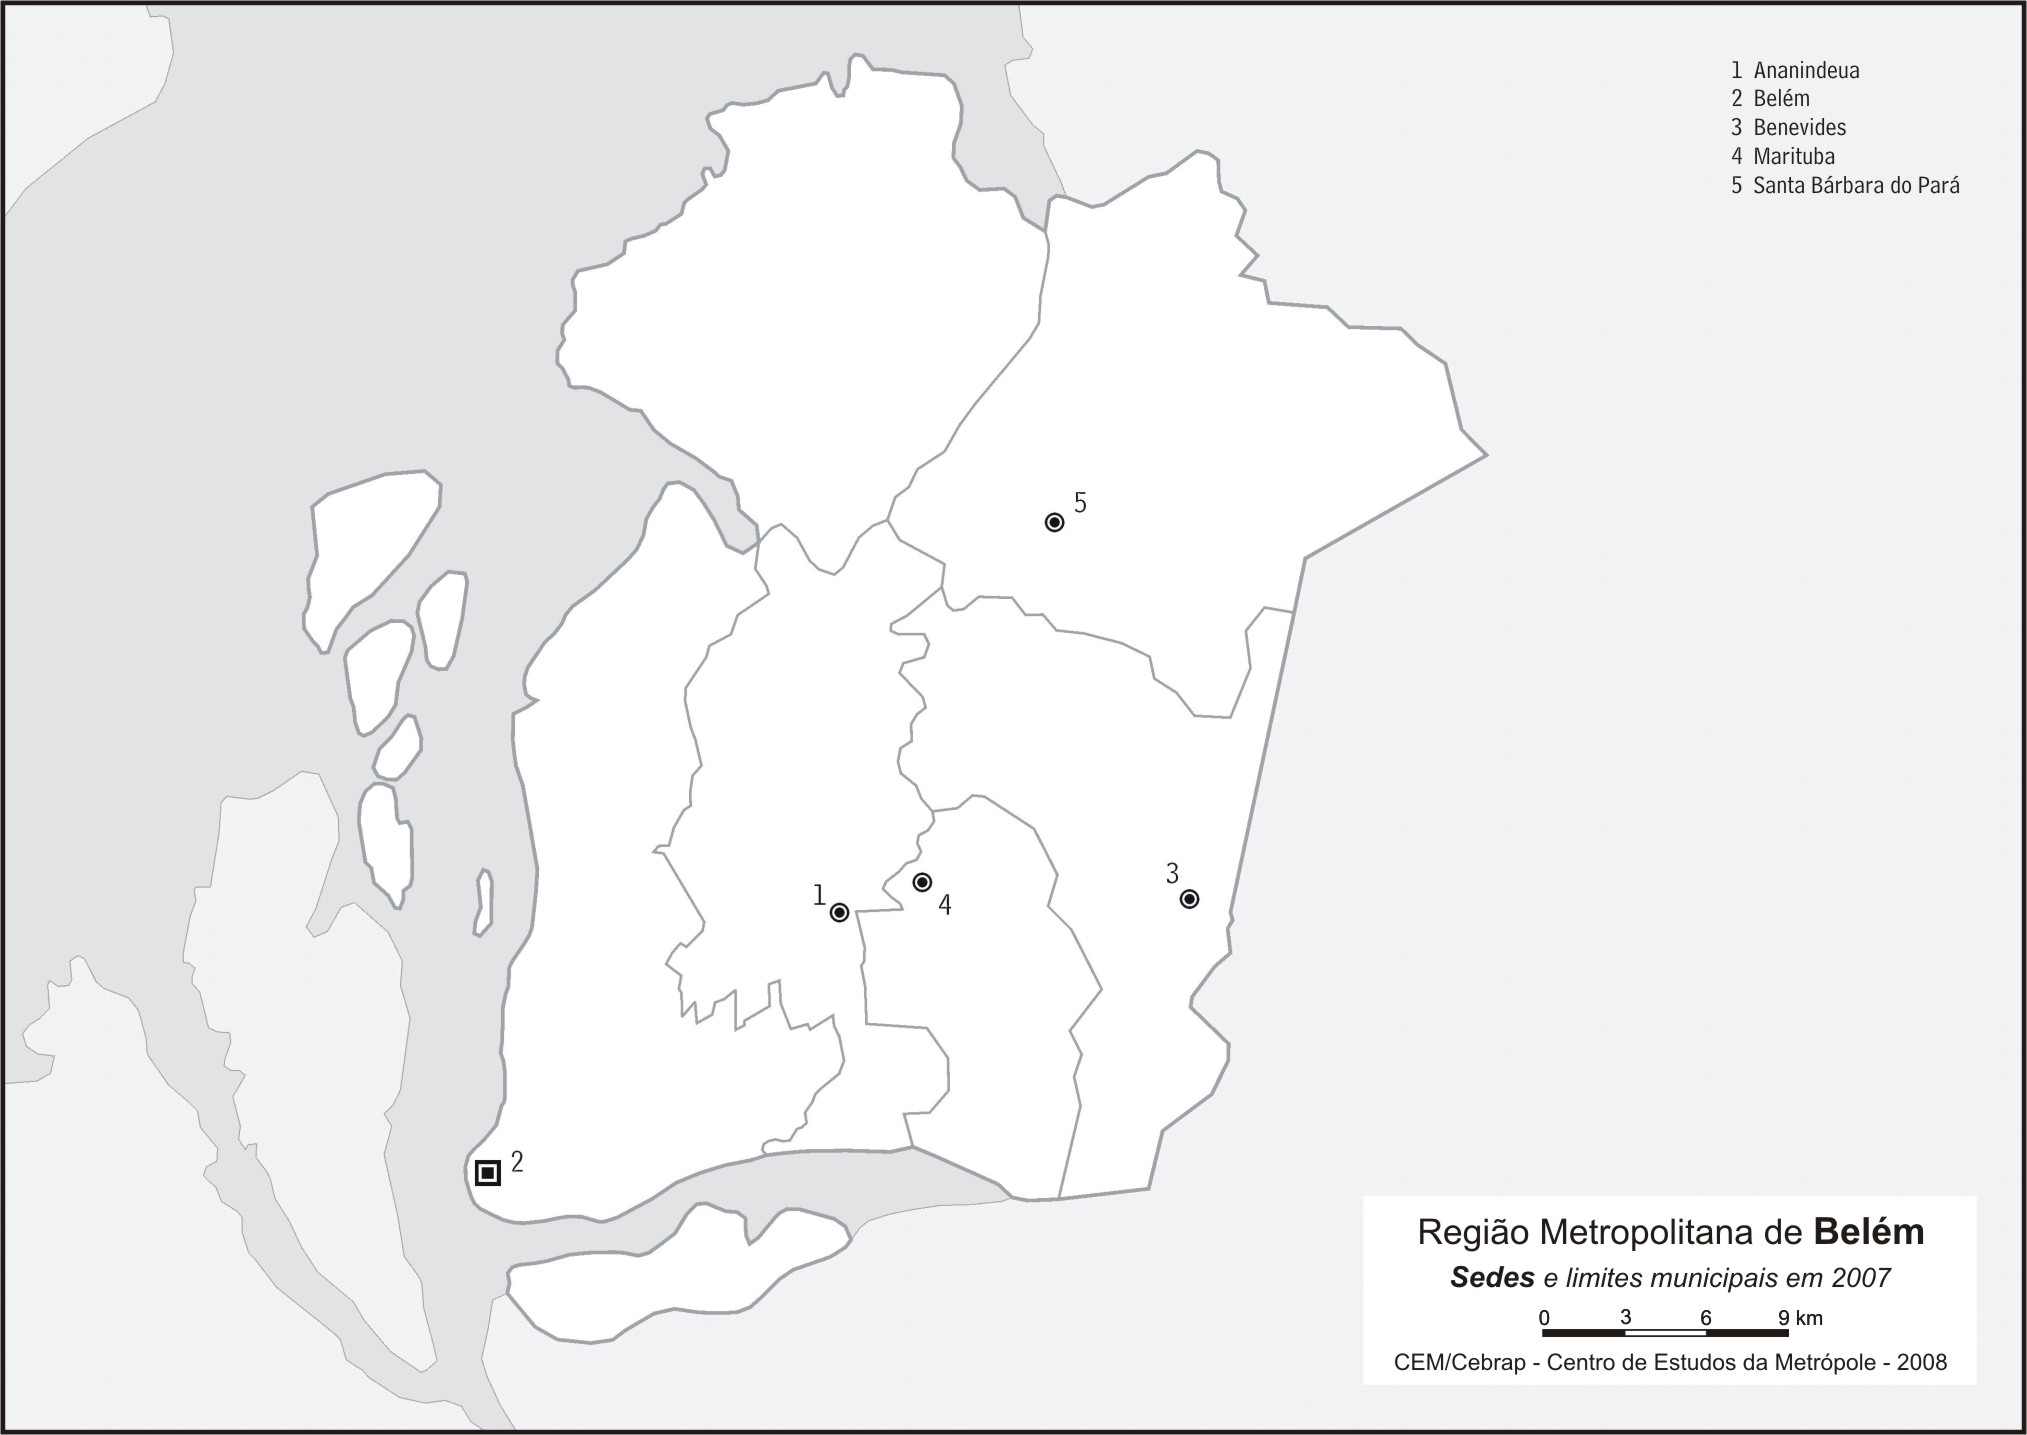 1 Ananindeua
2 Belém
3 Benevides
4 Marituba
5 Santa Bárbara do Pará
5
3
1
4
2
Região Metropolitana de Belém
Sedes e limites municipais em 2007
0 3 6 9 km
CEM/Cebrap - Centro de Estudos da Metrópole - 2008